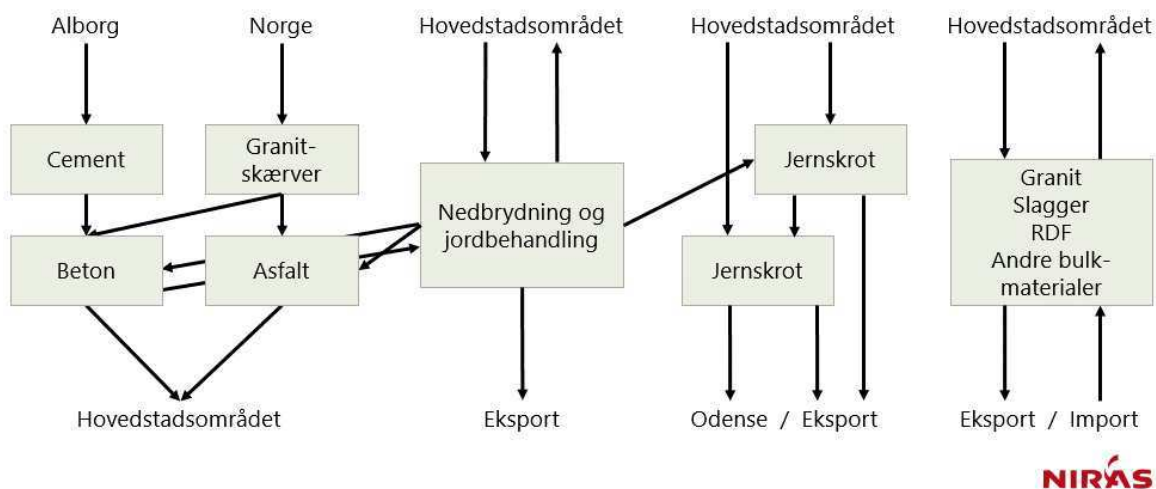 Alborg
Norge
Hovedstadsområdet
Hovedstadsområdet
Hovedstadsområdet
Cement
Granit-
skærver
Jernskrot
Nedbrydning og
jordbehandling
Granit
Slagger
RDF
Andre bulk-
materialer
Beton
Asfalt
Jernskrot
Hovedstadsområdet
Eksport
Odense / Eksport
Eksport / Import
NIRAS